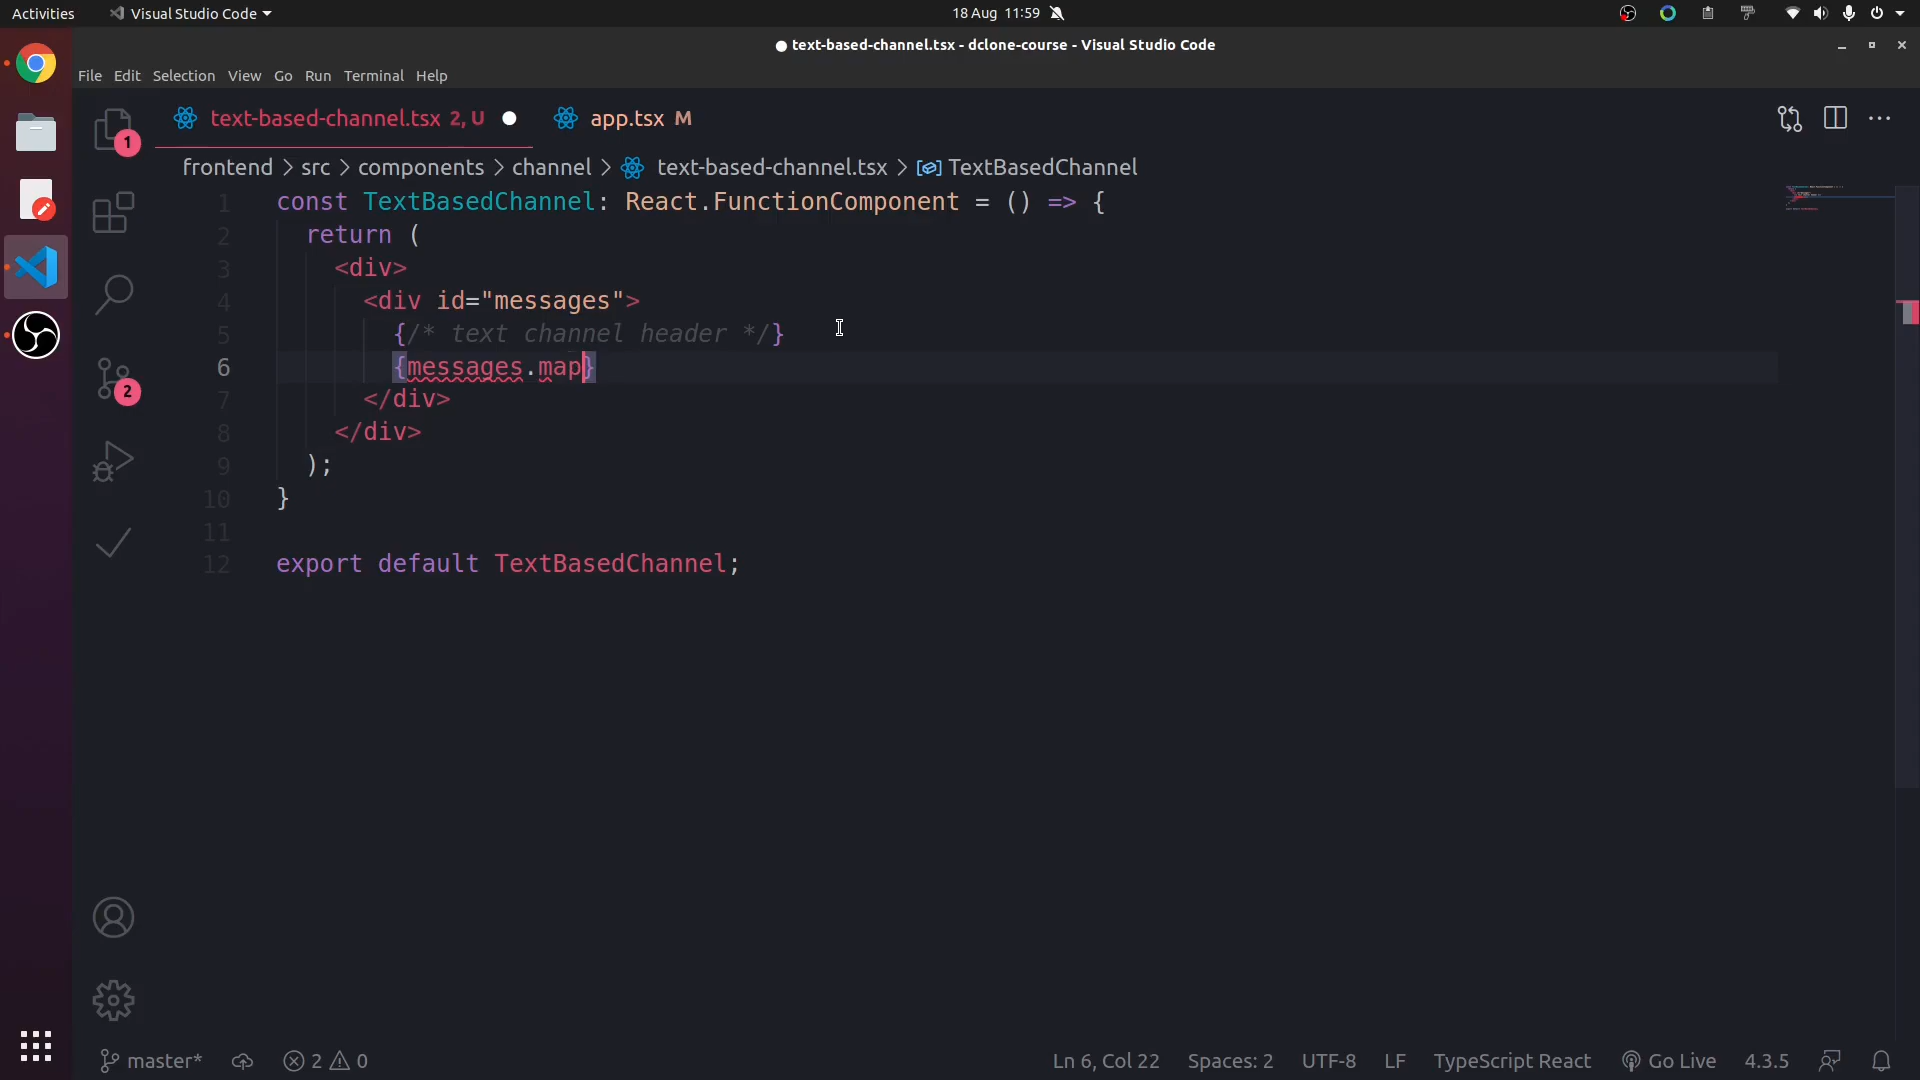 Activities Visual Studio Code 18 Aug 11:59
text-based-channel.tsx - dclone-course - Visual Studio Code
File Edit Selection View Go Run Terminal Help
text-based-channel.tsx 2, U app.tsx M
1
frontend > src > components > channel > text-based-channel.tsx > TextBasedChannel
1 const TextBasedChannel: React.FunctionComponent = () => {
2 return (
3 <div>
4 <div id="messages">
5 {/* text channel header */}
6 {messages.map}
2
7 </div>
8 </div>
9 );
10 }
11
12 export default TextBasedChannel;
master* 2 0 Ln 6, Col 22 Spaces: 2 UTF-8 LF TypeScript React Go Live 4.3.5